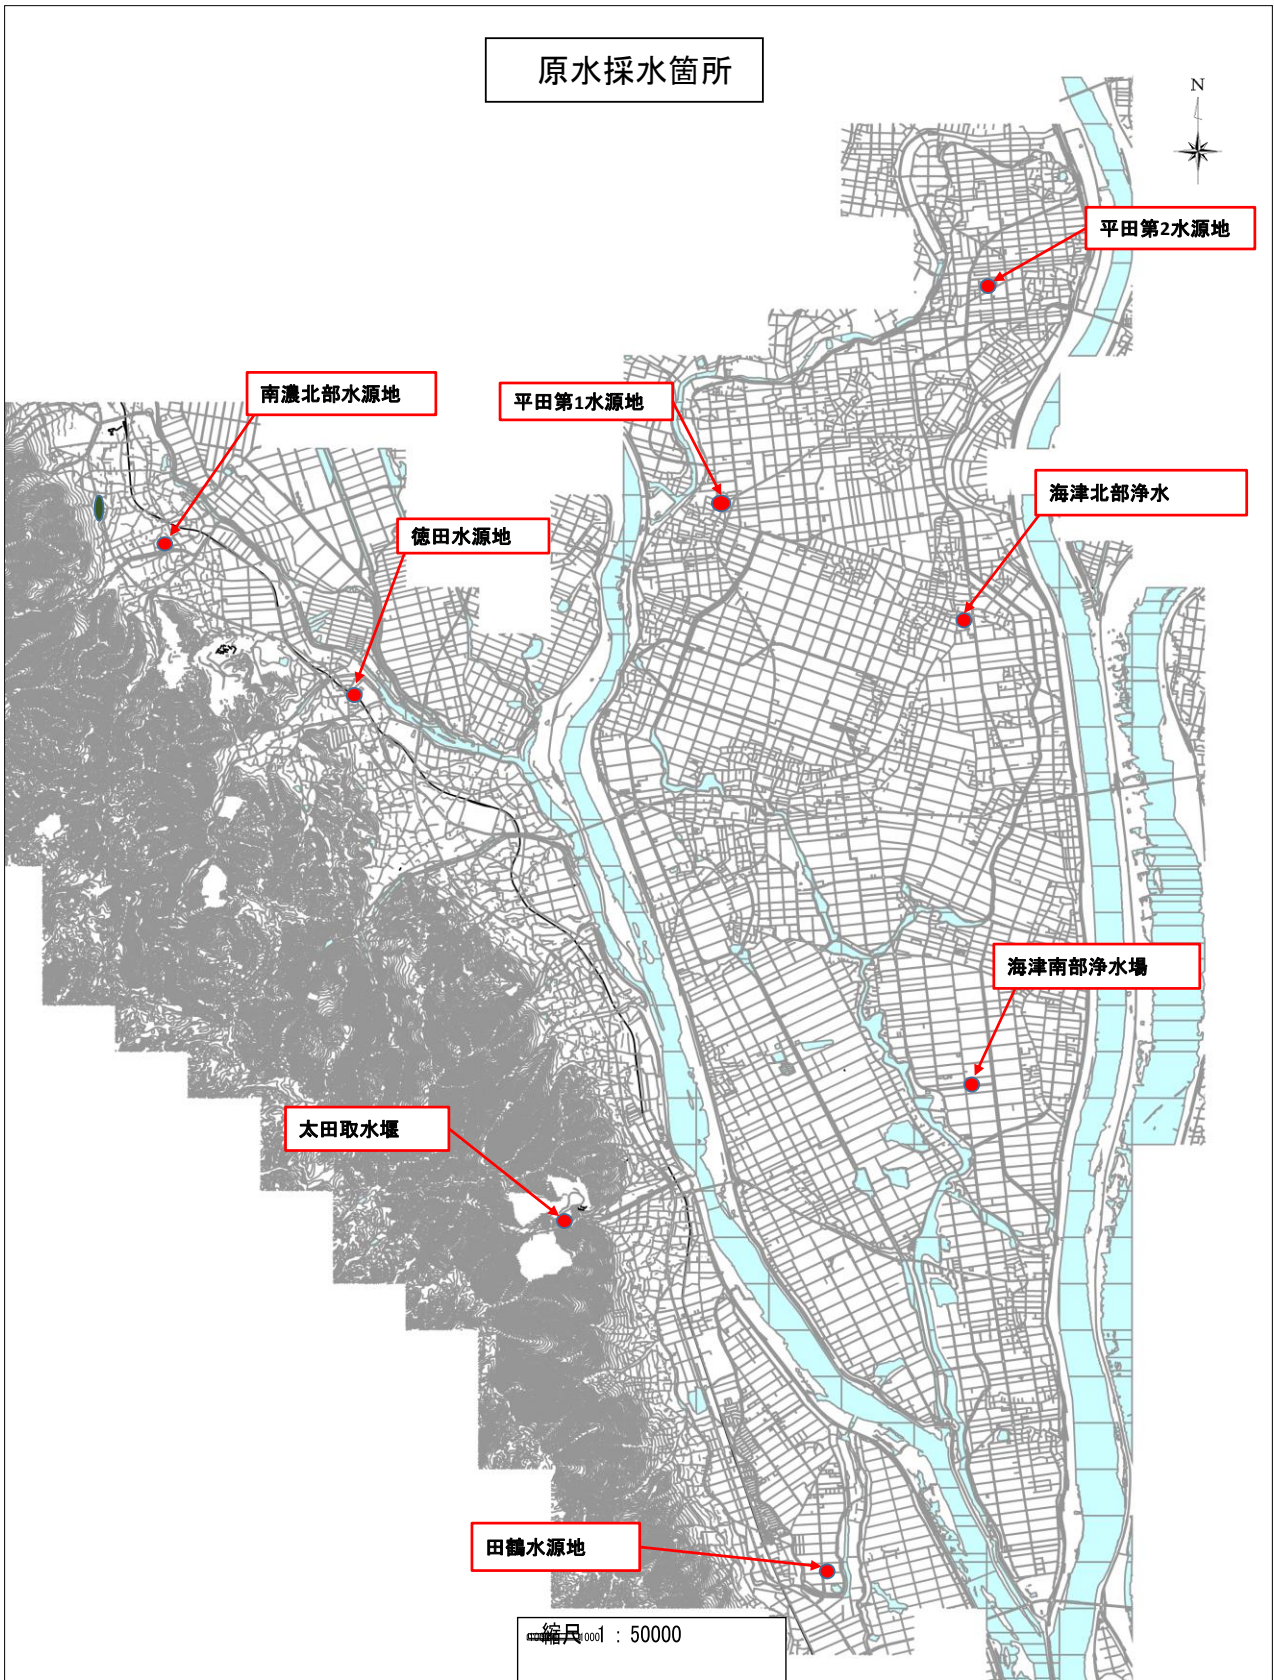 原水採水箇所
N
平田第2水源地
南濃北部水源地
平田第1水源地
海津北部浄水
徳田水源地
海津南部浄水場
太田取水堰
田鶴水源地
縮尺 1 : 50000